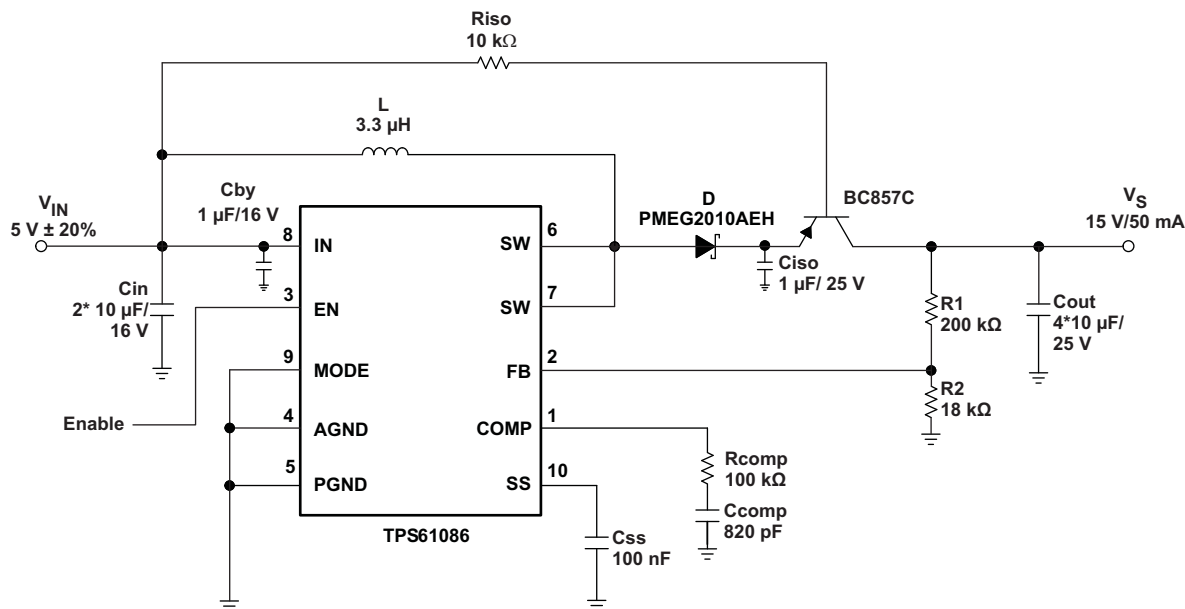 Riso
10 kΩ
L
3.3 µH
Cby
1 µF/16 V
VIN
5 V ± 20%
D
PMEG2010AEH
BC857C
VS
15 V/50 mA
8
IN
SW
6
Ciso
1 µF/ 25 V
Cin
2* 10 µF/
16 V
3
EN
SW
7
R1
200 kΩ
Cout
4*10 µF/
25 V
9
MODE
FB
2
R2
18 kΩ
Enable
4
AGND
COMP
1
Rcomp
100 kΩ
5
PGND
SS
10
Ccomp
820 pF
TPS61086
Css
100 nF